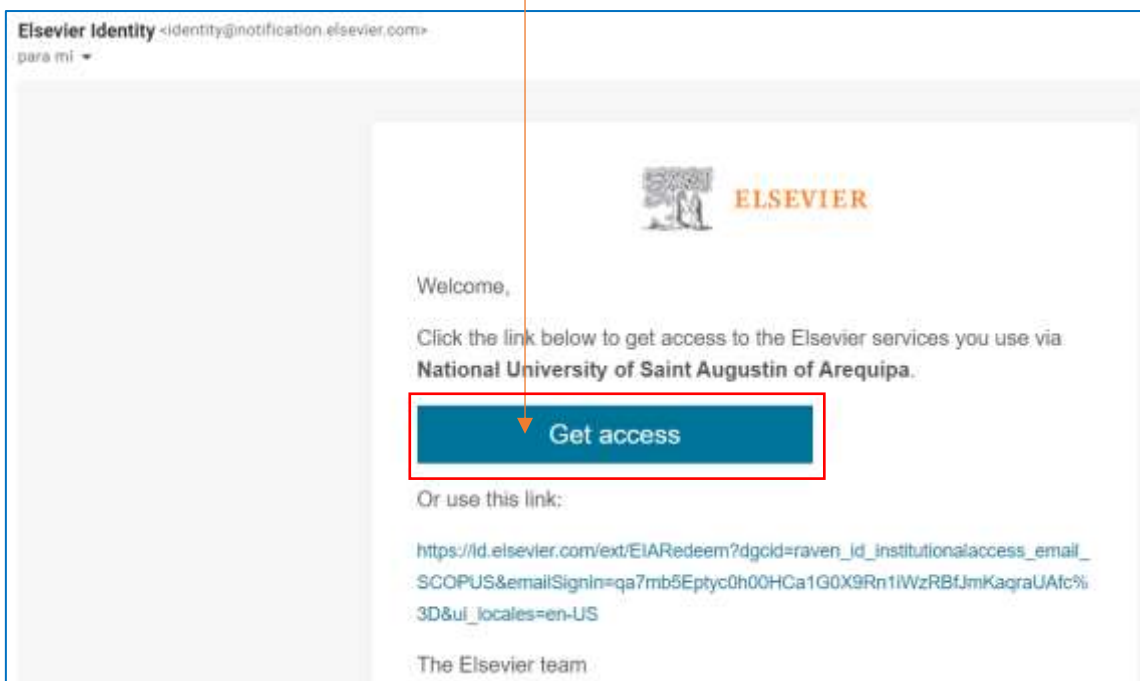 Elsevier Identity <identity@notification.elsevier.com>
para mí
ELSEVIER
Welcome,
Click the link below to get access to the Elsevier services you use via
National University of Saint Augustin of Arequipa.
Get access
Or use this link:
https://id.elsevier.com/ext/EIARedeem?dgcid=raven_id_institutionalaccess_email_
SCOPUS&emailSignIn=qa7mb5Eptyc0h00HCa1G0X9Rn1iWzRBfJmKaqraUAfc%
3D&ui_locales=en-US
The Elsevier team